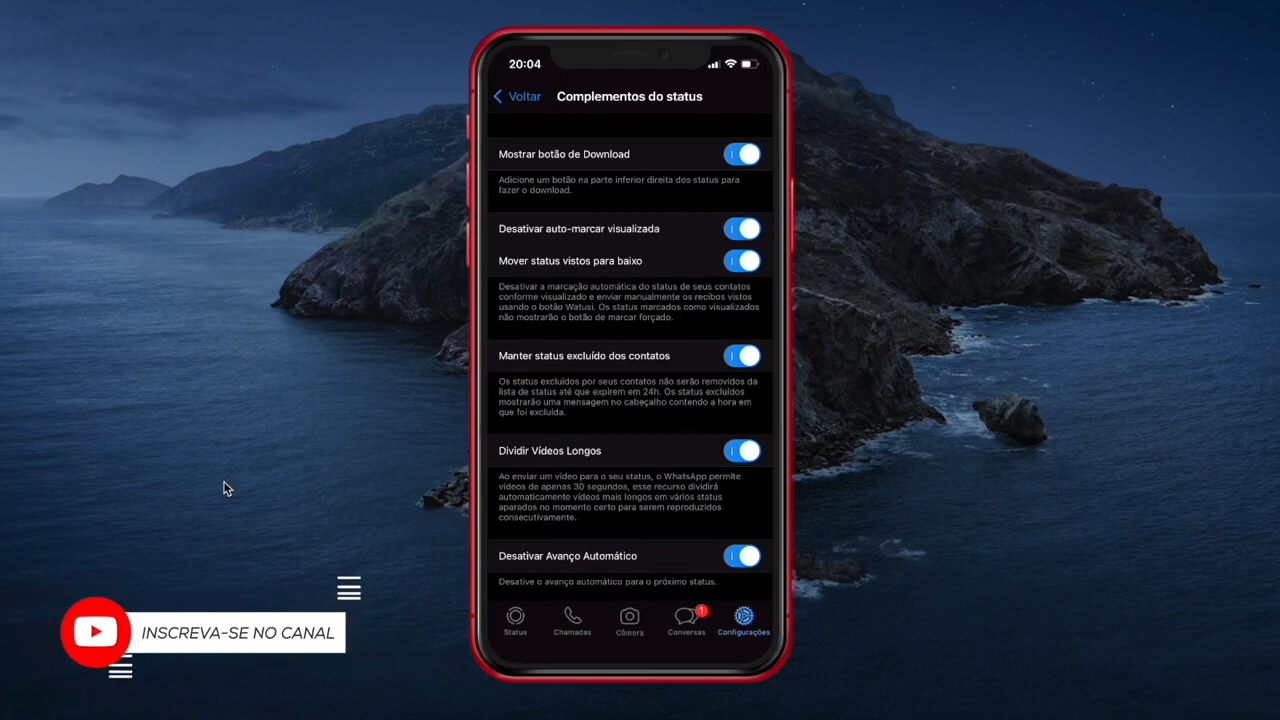 20:04
Voltar
Complementos do status
Mostrar botão de Download
Adicione um botão na parte inferior direita dos status para
fazer o download.
Desativar auto-marcar visualizada
Mover status vistos para baixo
Desativar a marcação automática do status de seus contatos
conforme visualizado e enviar manualmente os recibos vistos
usando o botão Watusi. Os status marcados como visualizados
não mostrarão o botão de marcar forçado.
Manter status excluído dos contatos
Os status excluídos por seus contatos não serão removidos da
lista de status até que expirem em 24h. Os status excluídos
mostrarão uma mensagem no cabeçalho contendo a hora em
que foi excluída.
Dividir Vídeos Longos
Ao enviar um vídeo para o seu status, o WhatsApp permite
vídeos de apenas 30 segundos, esse recurso dividirá
automaticamente vídeos mais longos em vários status
aparados no momento certo para serem reproduzidos
consecutivamente.
Desativar Avanço Automático
Desative o avanço automático para o próximo status.
1
Status
Chamadas
Câmera
Conversas
Configurações
INSCREVA-SE NO CANAL